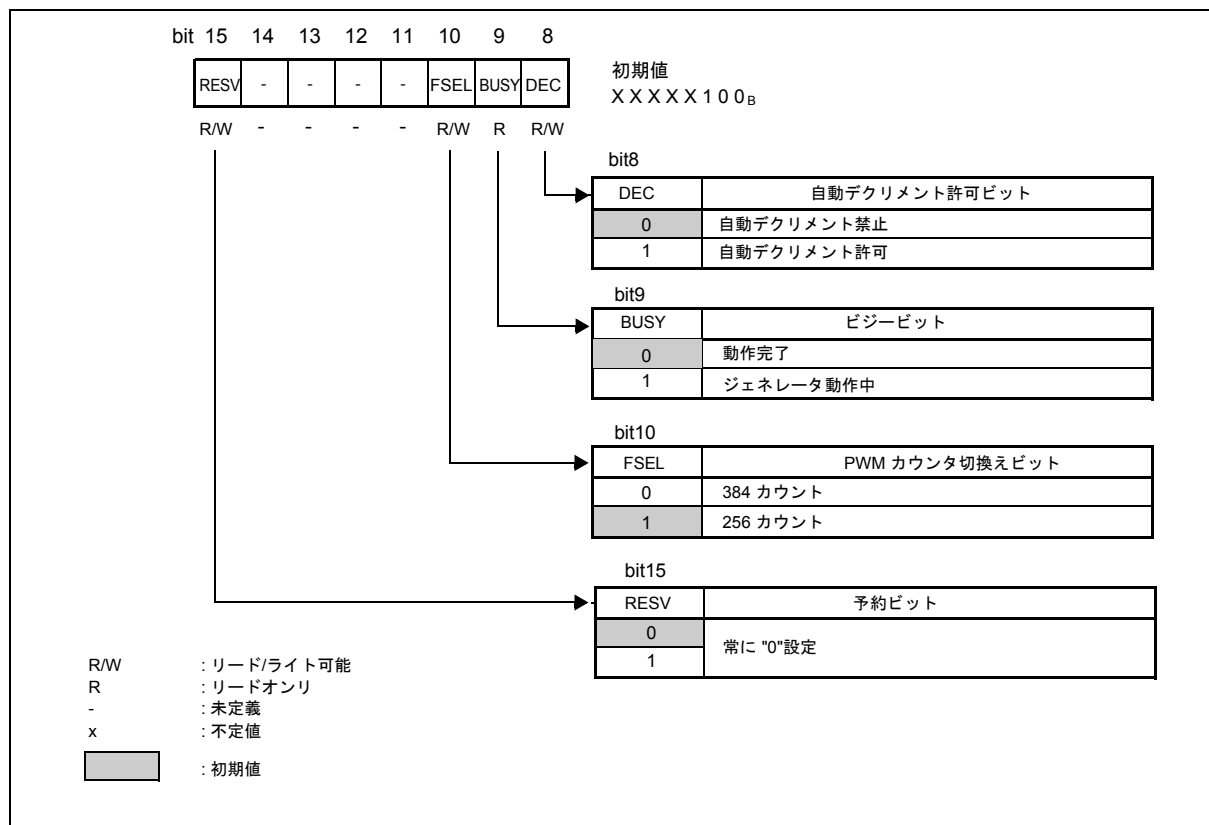 bit 15 14 13 12 11 10 9 8
RESV - - - - FSEL BUSY DEC
初期値
X X X X X 1 0 0 B
R/W - - - - R/W R R/W
bit8
DEC 自動デクリメント許可ビット
0 自動デクリメント禁止
1 自動デクリメント許可
bit9
BUSY ビジービット
0 動作完了
1 ジェネレータ動作中
bit10
FSEL PWM カウンタ切換えビット
0 384 カウント
1 256 カウント
bit15
RESV 予約ビット
0
1
常に "0"設定
R/W : リード/ライト可能
R : リードオンリ
- : 未定義
x : 不定値
: 初期値